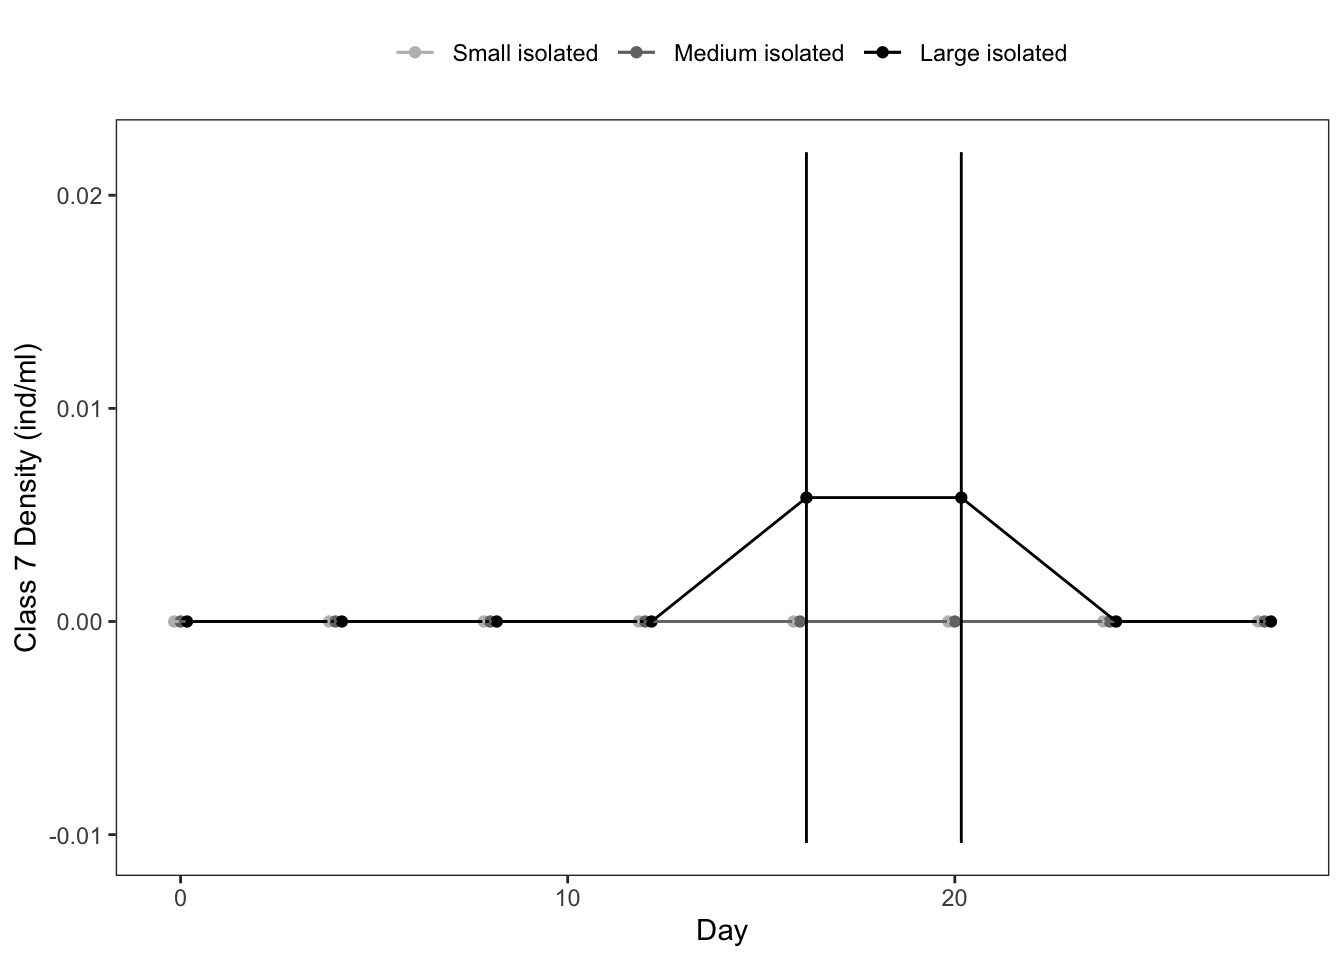 Small isolated Medium isolated Large isolated
0.02
0.01
0.00
-0.01
Class 7 Density (ind/ml)
0 10 20
Day